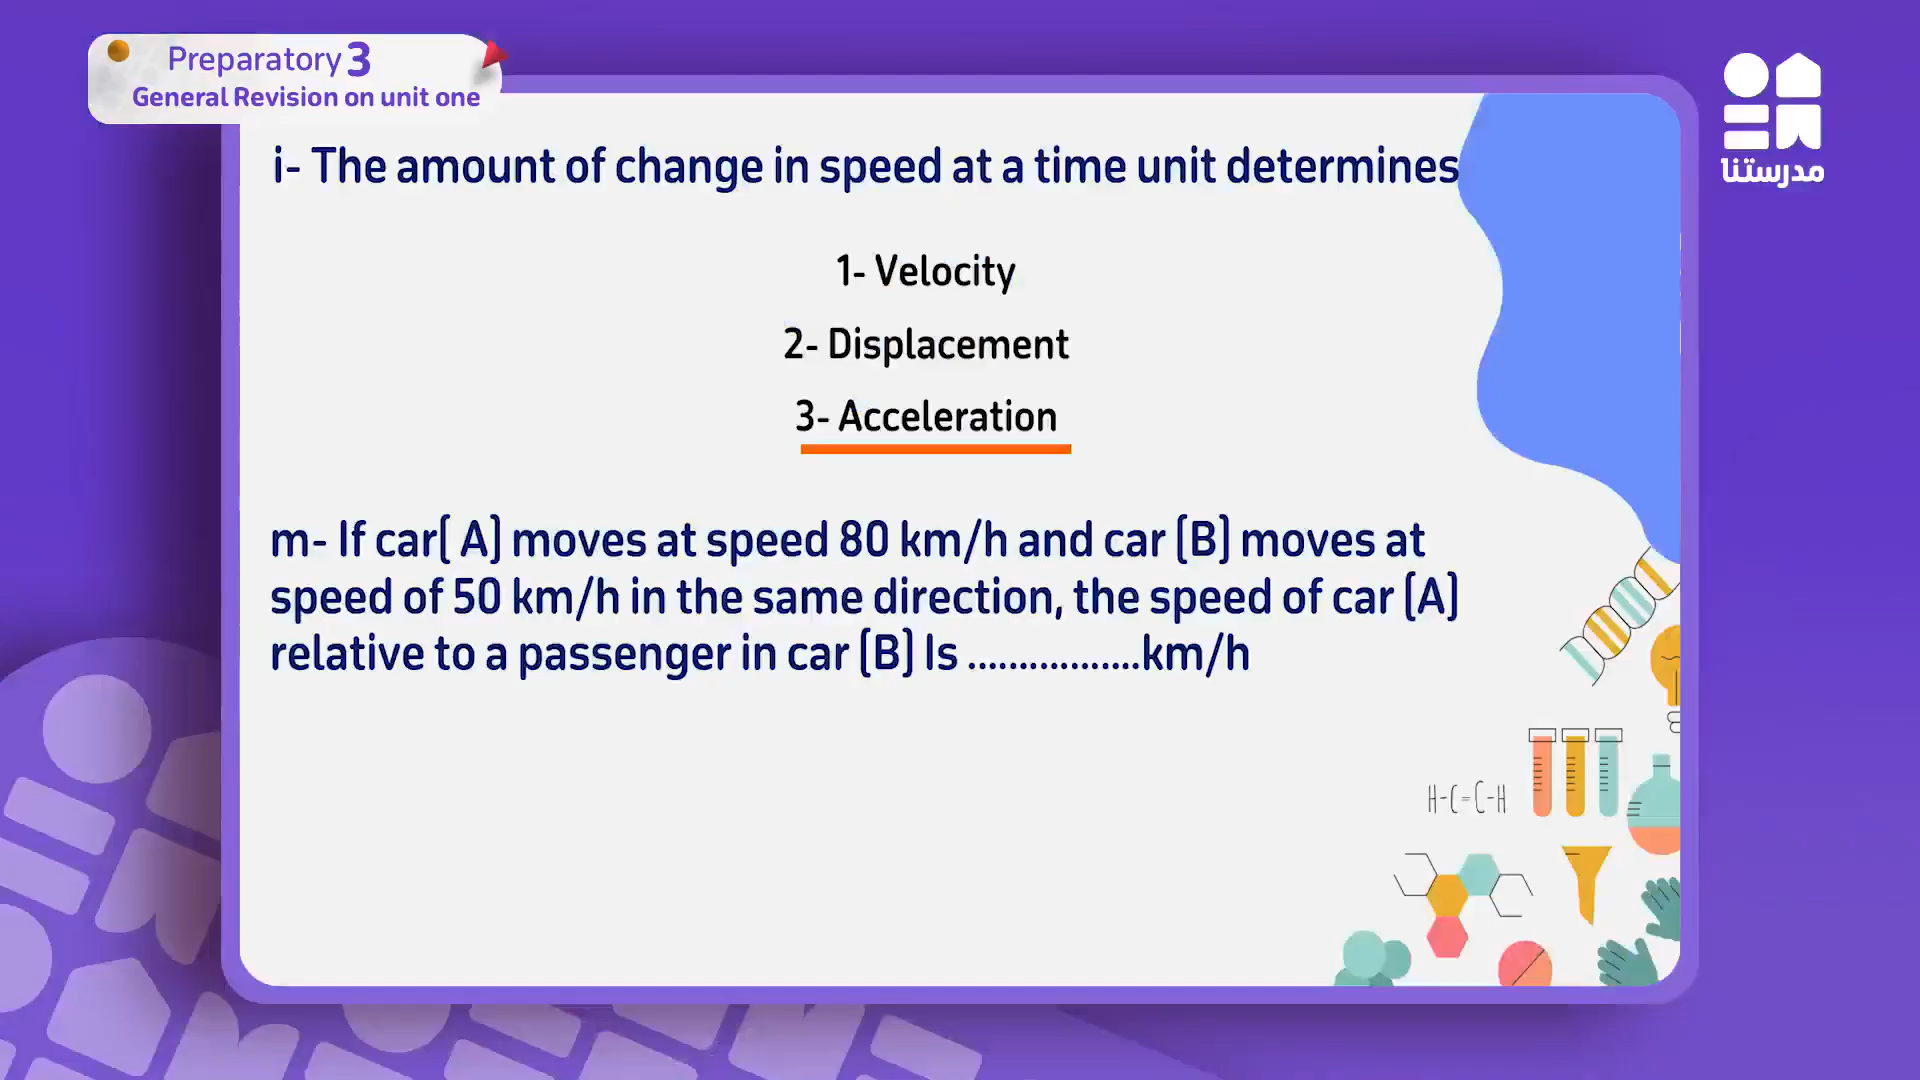 Preparatory 3
General Revision on unit one
مدرستنا
i- The amount of change in speed at a time unit determines
1- Velocity
2- Displacement
3- Acceleration
m- If car( A) moves at speed 80 km/h and car (B) moves at
speed of 50 km/h in the same direction, the speed of car (A)
relative to a passenger in car (B) Is .................km/h
H-C=C-H